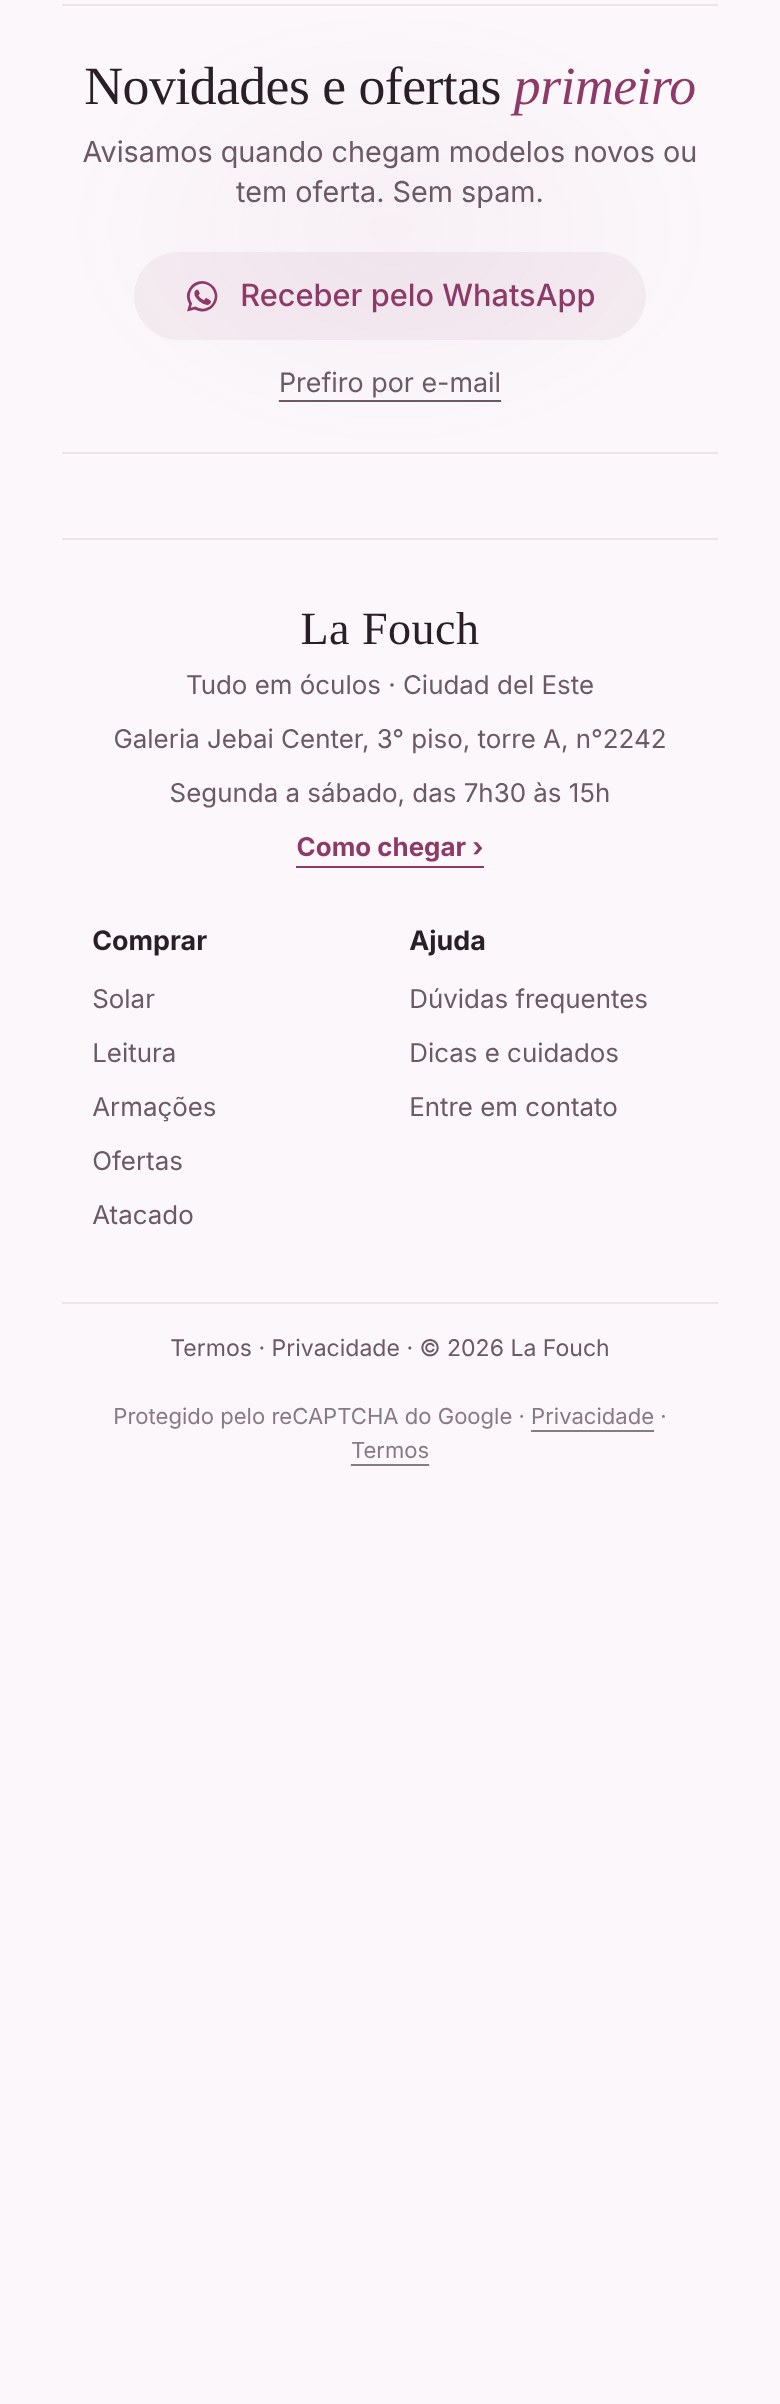 Novidades e ofertas primeiro
Avisamos quando chegam modelos novos ou
tem oferta. Sem spam.
Receber pelo WhatsApp
Prefiro por e-mail
La Fouch
Tudo em óculos · Ciudad del Este
Galeria Jebai Center, 3° piso, torre A, n°2242
Segunda a sábado, das 7h30 às 15h
Como chegar ›
Comprar
Solar
Leitura
Armações
Ofertas
Atacado
Ajuda
Dúvidas frequentes
Dicas e cuidados
Entre em contato
Termos · Privacidade · © 2026 La Fouch
Protegido pelo reCAPTCHA do Google · Privacidade ·
Termos